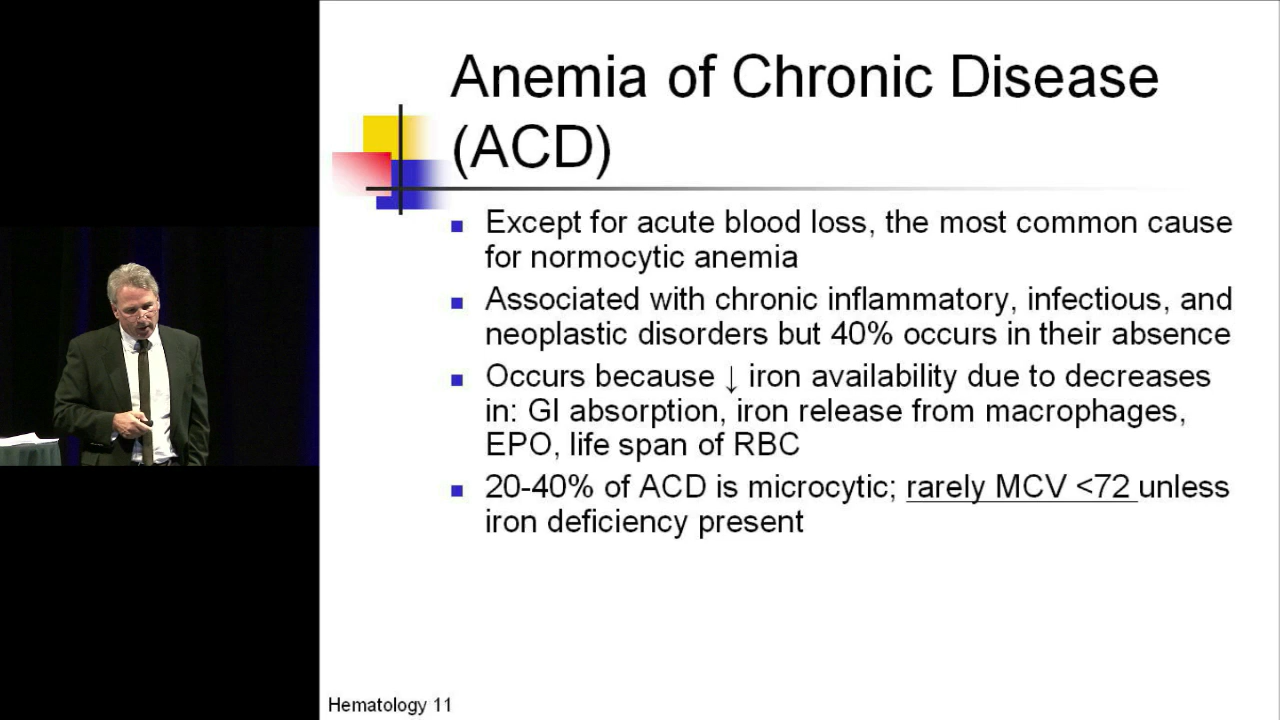 Anemia of Chronic Disease
(ACD)
Except for acute blood loss, the most common cause
for normocytic anemia
Associated with chronic inflammatory, infectious, and
neoplastic disorders but 40% occurs in their absence
Occurs because ↓ iron availability due to decreases
in: GI absorption, iron release from macrophages,
EPO, life span of RBC
20-40% of ACD is microcytic; rarely MCV <72 unless
iron deficiency present
Hematology 11